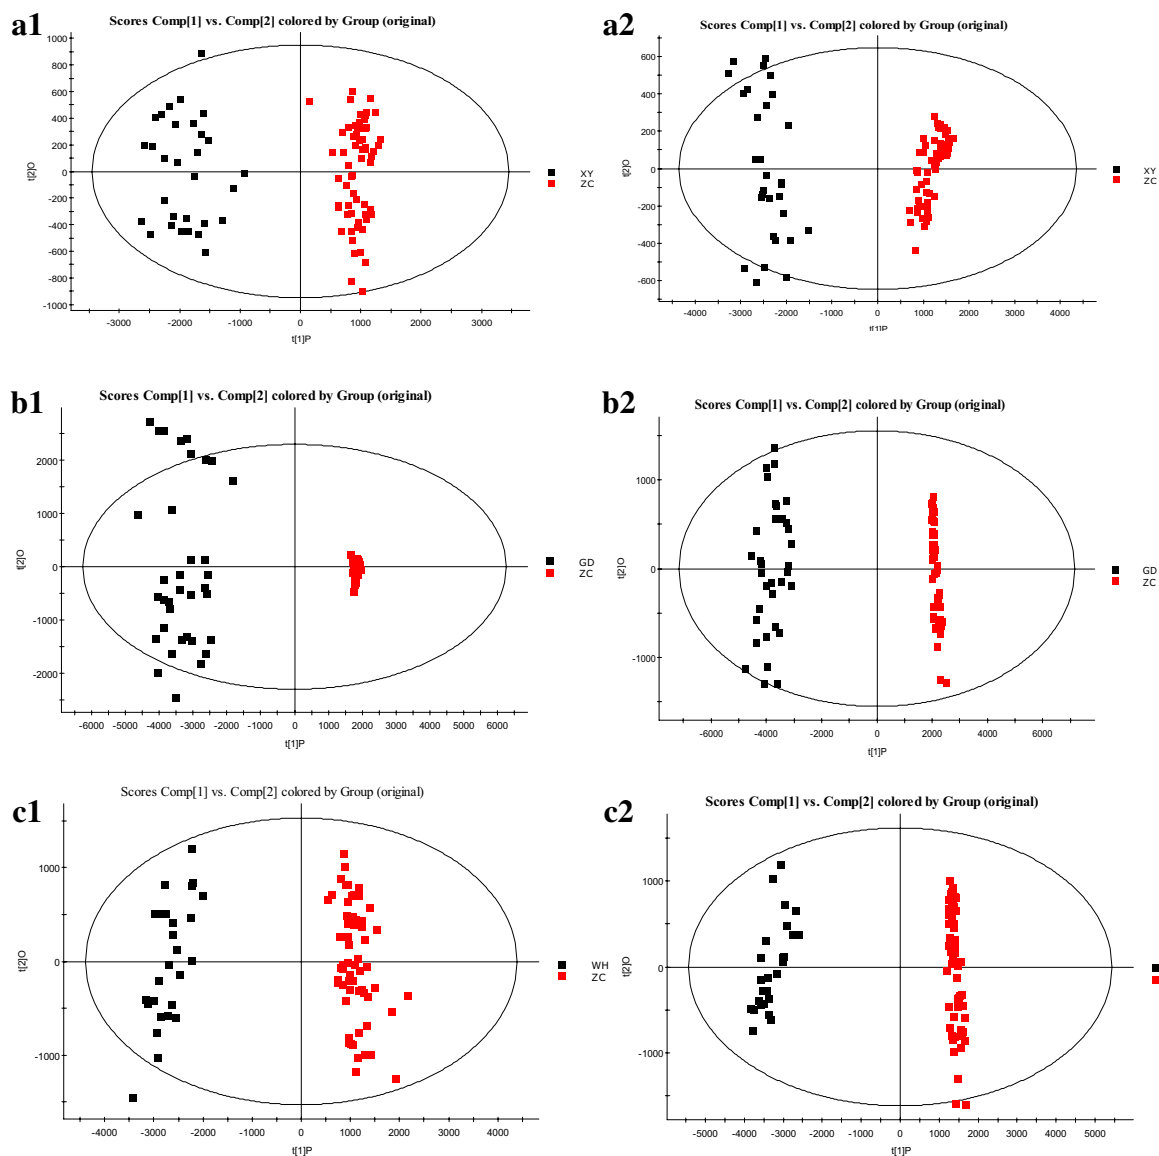 a1
Scores Comp[1] vs. Comp[2] colored by Group (original)
1000
800
600
400
200
0
-200
-400
-600
-800
-1000
t[2]O
-3000 -2000 -1000 0 1000 2000 3000
t[1]P
XY
ZC
a2
Scores Comp[1] vs. Comp[2] colored by Group (original)
600
400
200
0
-200
-400
-600
t[2]O
-4000 -3000 -2000 -1000 0 1000 2000 3000 4000
t[1]P
XY
ZC
b1
Scores Comp[1] vs. Comp[2] colored by Group (original)
2000
1000
0
-1000
-2000
t[2]O
-6000 -5000 -4000 -3000 -2000 -1000 0 1000 2000 3000 4000 5000 6000
t[1]P
GD
ZC
b2
Scores Comp[1] vs. Comp[2] colored by Group (original)
1000
0
-1000
t[2]O
-6000 -4000 -2000 0 2000 4000 6000
t[1]P
GD
ZC
c1
Scores Comp[1] vs. Comp[2] colored by Group (original)
1000
0
-1000
t[2]O
-4000 -3000 -2000 -1000 0 1000 2000 3000 4000
t[1]P
WH
ZC
c2
Scores Comp[1] vs. Comp[2] colored by Group (original)
1000
0
-1000
t[2]O
-5000 -4000 -3000 -2000 -1000 0 1000 2000 3000 4000 5000
t[1]P